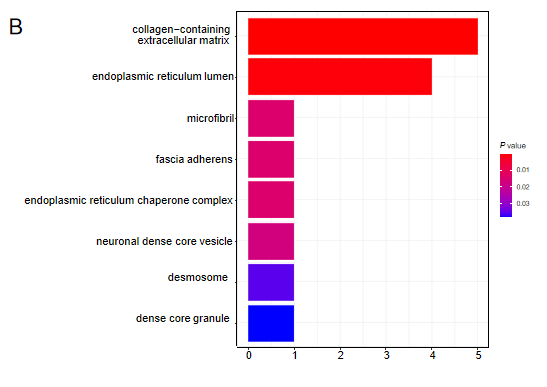 B
collagen−containing
extracellular matrix
endoplasmic reticulum lumen
microfibril
fascia adherens
endoplasmic reticulum chaperone complex
neuronal dense core vesicle
desmosome
dense core granule
0 1 2 3 4 5
P value
0.01
0.02
0.03